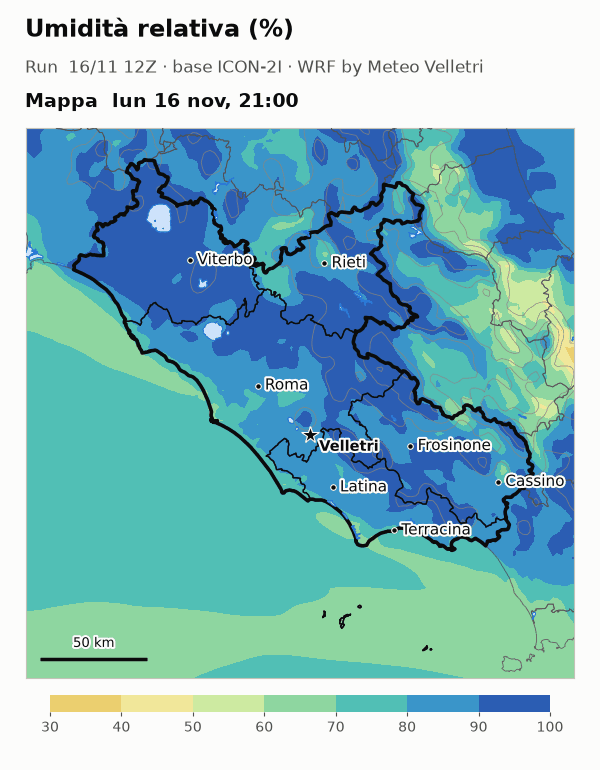 Umidità relativa (%)
Run  16/11 12Z · base ICON-2I · WRF by Meteo Velletri
Mappa  lun 16 nov, 21:00
Viterbo
Rieti
Roma
Velletri
Frosinone
Cassino
Latina
Terracina
50 km
30 40 50 60 70 80 90 100